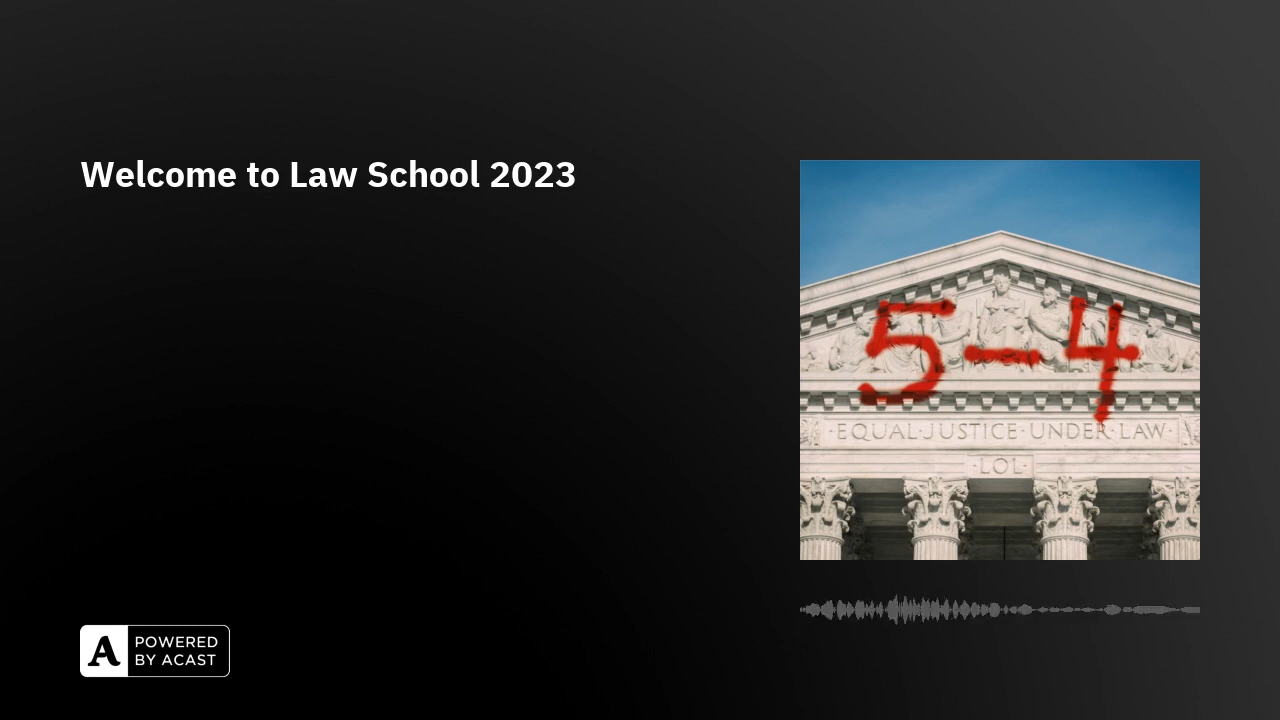 Welcome to Law School 2023
5-4
·EQUAL·JUSTICE·UNDER·LAW·
·LOL·
A POWERED
BY ACAST